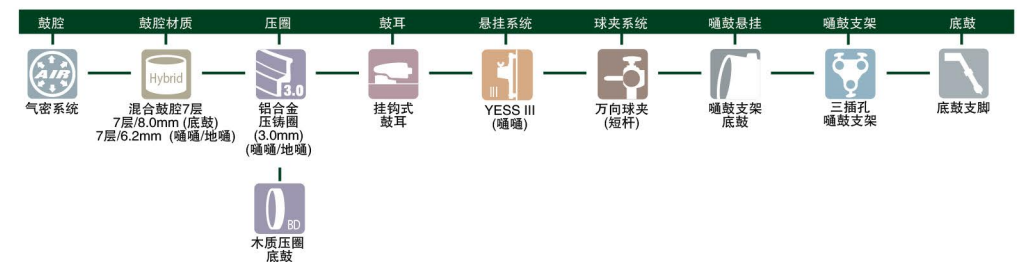 鼓腔 鼓腔材质 压圈 鼓耳 悬挂系统 球夹系统 嗵鼓悬挂 嗵鼓支架 底鼓
AIR
气密系统
Hybrid
混合鼓腔7层
7层/8.0mm (底鼓)
7层/6.2mm (嗵嗵/地嗵)
3.0
铝合金
压铸圈
(3.0mm)
(嗵嗵/地嗵)
BD
木质压圈
底鼓
挂钩式
鼓耳
III
YESS III
(嗵嗵)
万向球夹
(短杆)
嗵鼓支架
底鼓
三插孔
嗵鼓支架
底鼓支脚